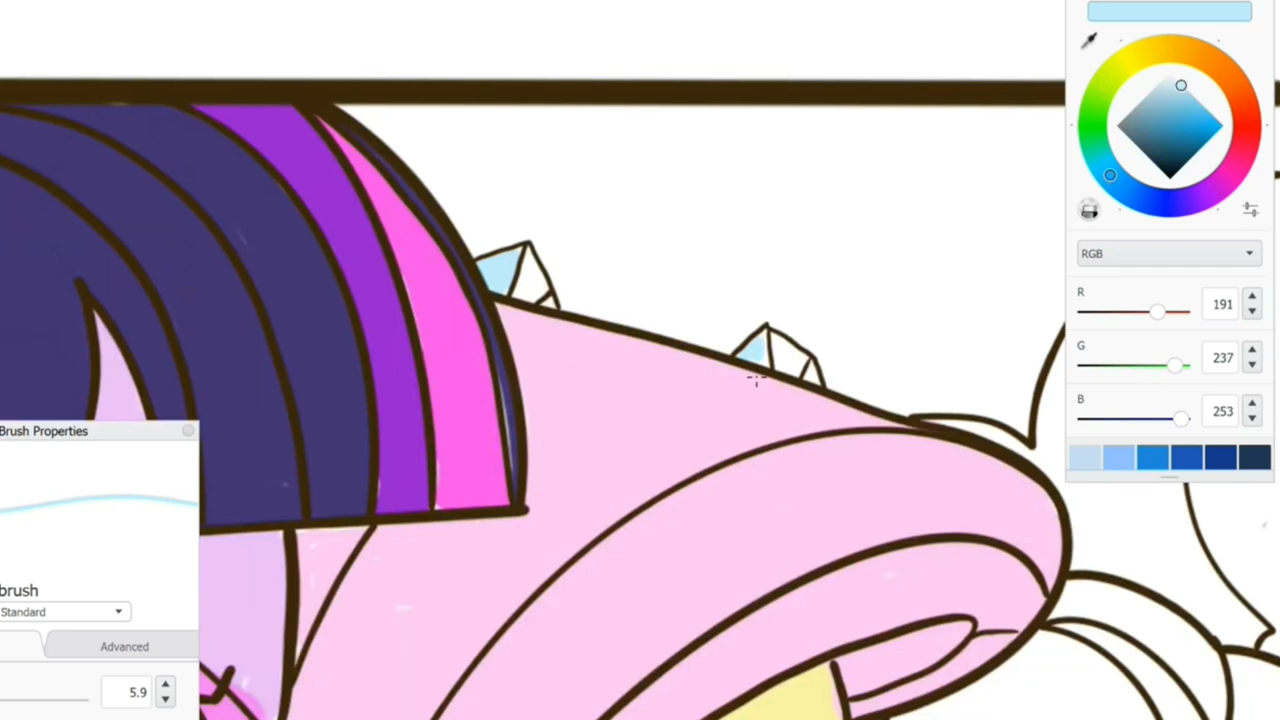 RGB
R
191
G
237
B
253
Brush Properties
brush
Standard
Advanced
5.9